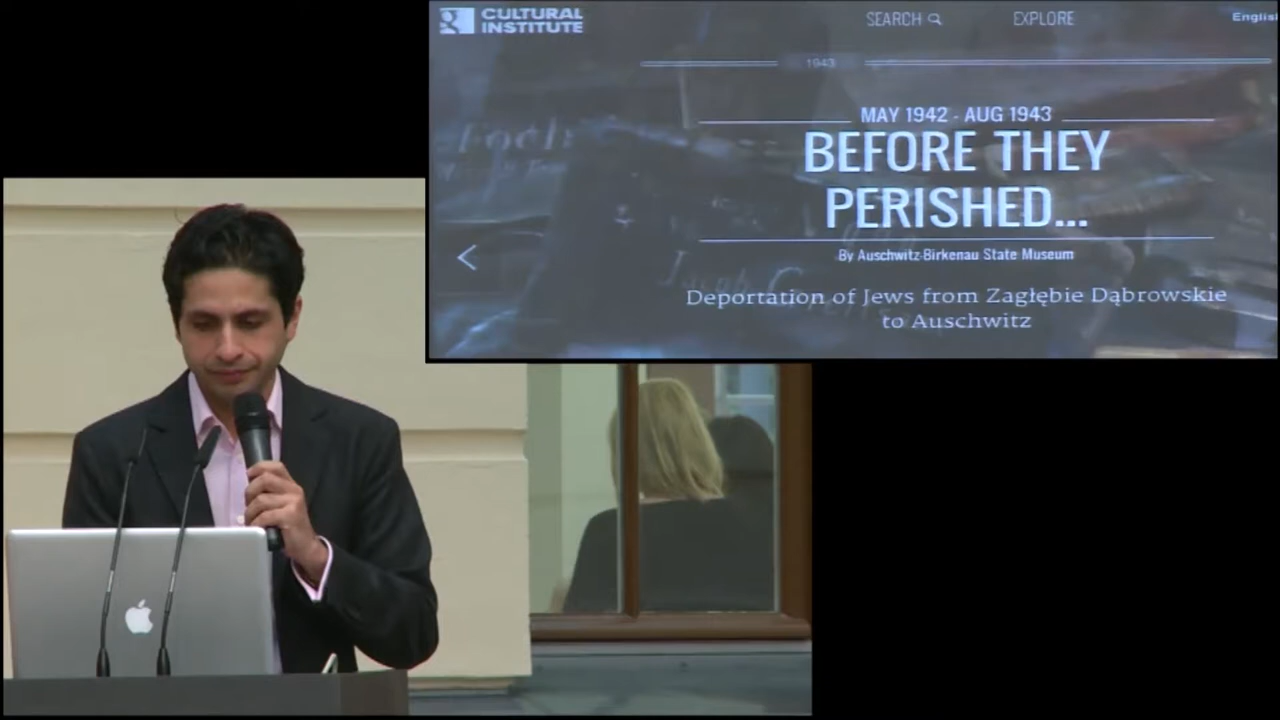 CULTURAL
INSTITUTE
SEARCH
EXPLORE
Englis
1943
MAY 1942 - AUG 1943
BEFORE THEY
PERISHED...
By Auschwitz-Birkenau State Museum
Deportation of Jews from Zagłębie Dąbrowskie
to Auschwitz